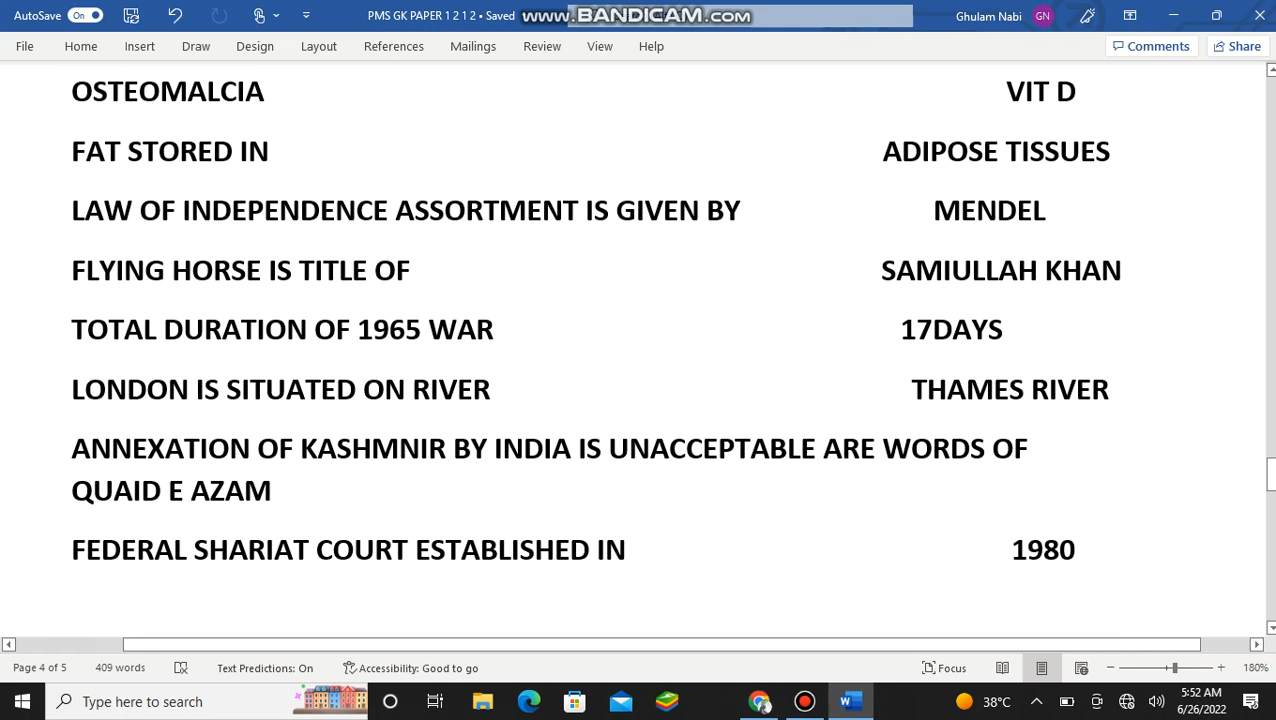 AutoSave On PMS GK PAPER 1 2 1 2 • Saved www.BANDICAM.com Ghulam Nabi GN
File Home Insert Draw Design Layout References Mailings Review View Help Comments Share
OSTEOMALCIA VIT D
FAT STORED IN ADIPOSE TISSUES
LAW OF INDEPENDENCE ASSORTMENT IS GIVEN BY MENDEL
FLYING HORSE IS TITLE OF SAMIULLAH KHAN
TOTAL DURATION OF 1965 WAR 17DAYS
LONDON IS SITUATED ON RIVER THAMES RIVER
ANNEXATION OF KASHMNIR BY INDIA IS UNACCEPTABLE ARE WORDS OF
QUAID E AZAM
FEDERAL SHARIAT COURT ESTABLISHED IN 1980
Page 4 of 5 409 words Text Predictions: On Accessibility: Good to go Focus 180%
Type here to search 38°C 5:52 AM
6/26/2022